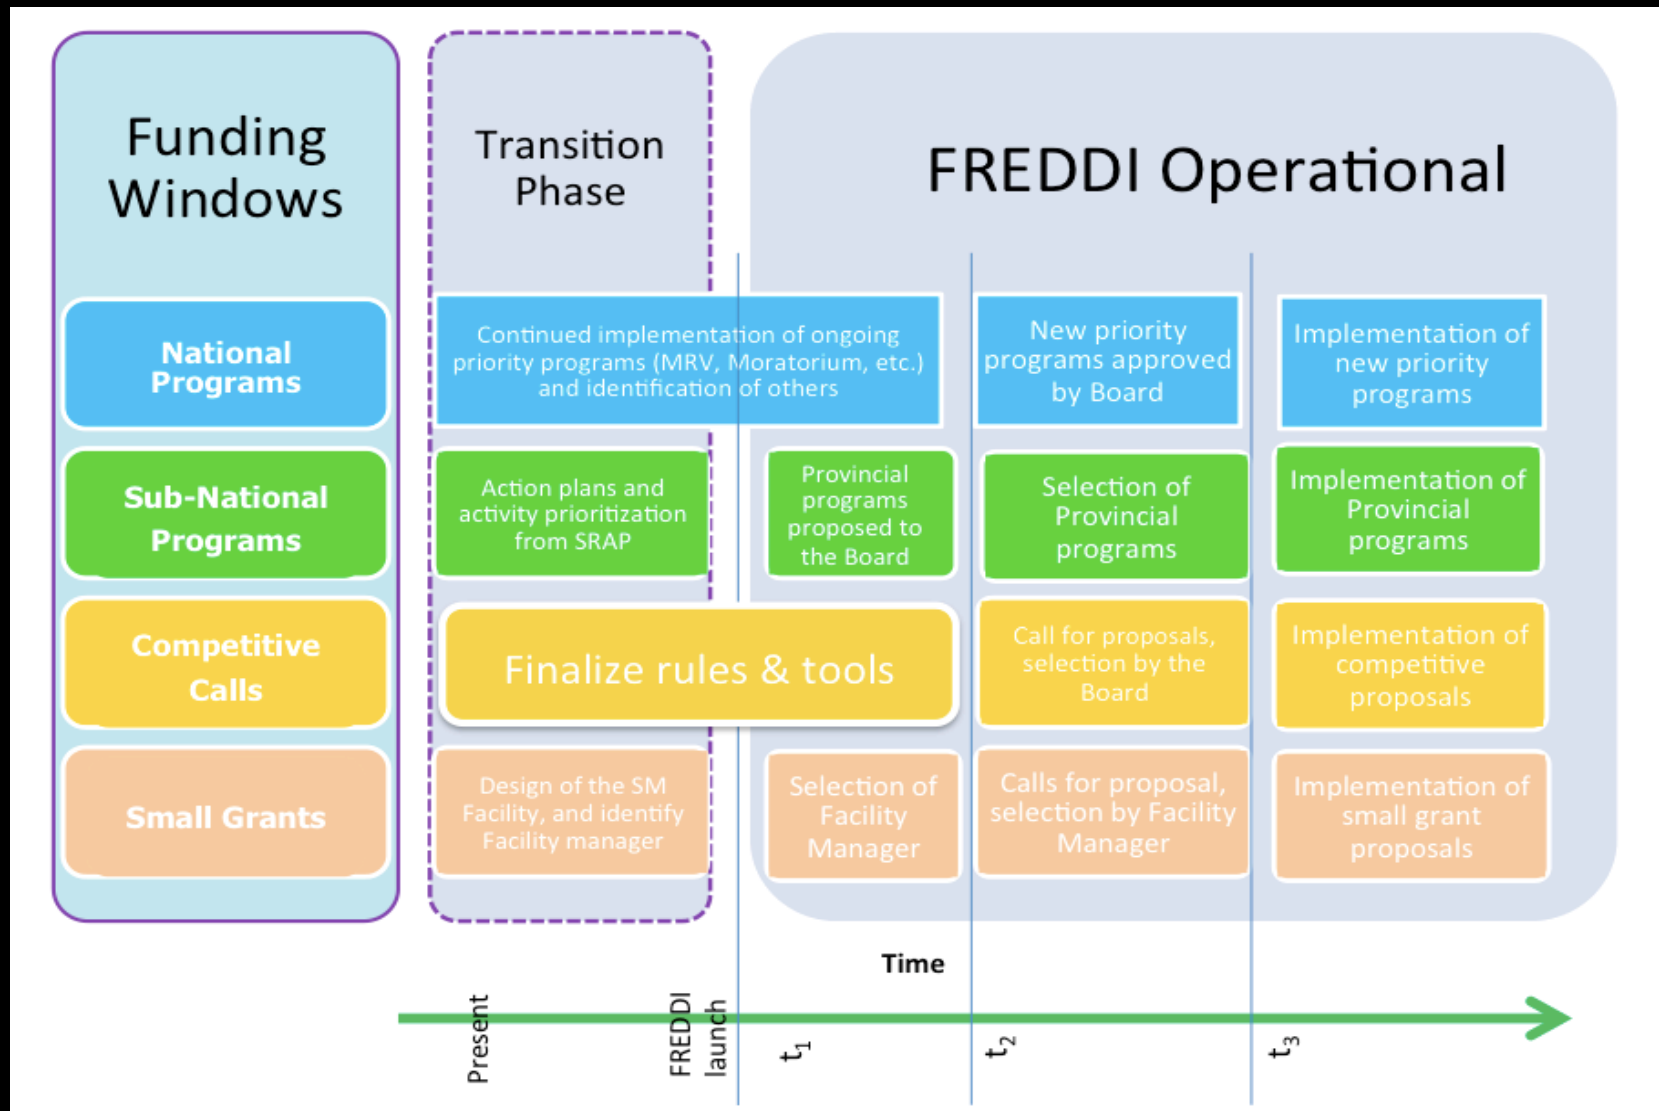 Funding
Windows
Transition
Phase
FREDDI Operational
National
Programs
Continued implementation of ongoing
priority programs (MRV, Moratorium, etc.)
and identification of others
New priority
programs approved
by Board
Implementation of
new priority
programs
Sub-National
Programs
Action plans and
activity prioritization
from SRAP
Provincial
programs
proposed to
the Board
Selection of
Provincial
programs
Implementation of
Provincial
programs
Competitive
Calls
Finalize rules & tools
Call for proposals,
selection by the
Board
Implementation of
competitive
proposals
Small Grants
Design of the SM
Facility, and identify
Facility manager
Selection of
Facility
Manager
Calls for proposal,
selection by Facility
Manager
Implementation of
small grant
proposals
Time
Present
FREDDI
launch
t1
t2
t3